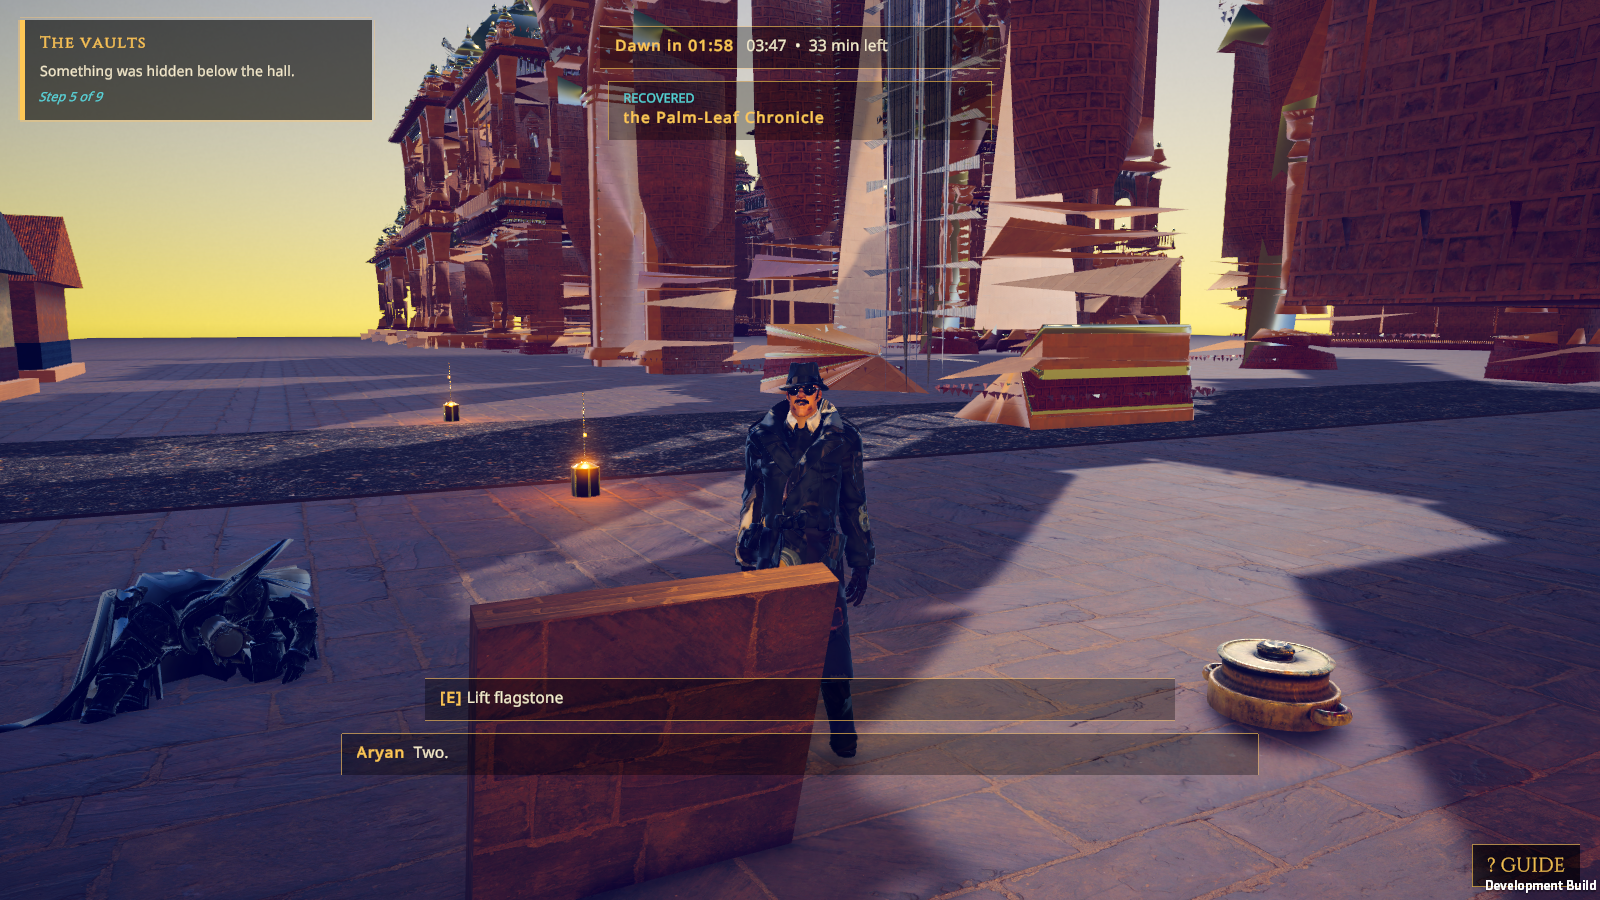 THE VAULTS
Something was hidden below the hall.
Step 5 of 9
Dawn in 01:58 03:47 • 33 min left
RECOVERED
the Palm-Leaf Chronicle
[E] Lift flagstone
Aryan Two.
? GUIDE
Development Build